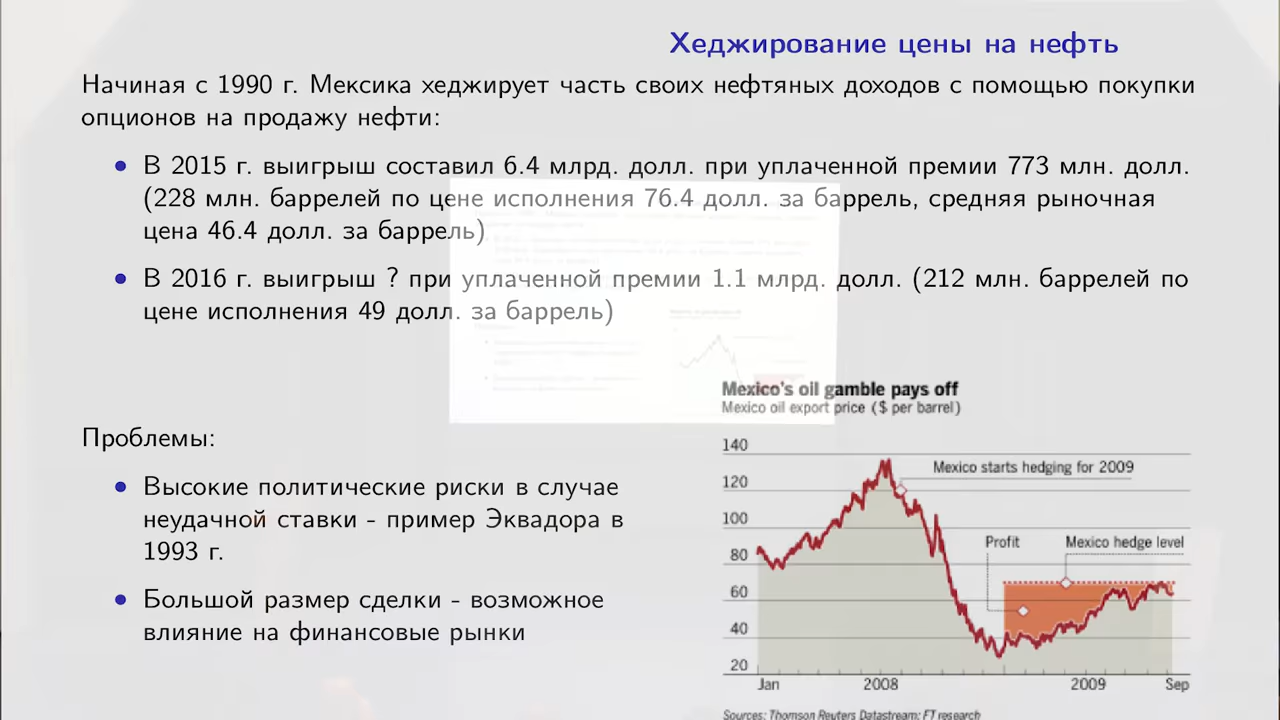 Хеджирование цены на нефть
Начиная с 1990 г. Мексика хеджирует часть своих нефтяных доходов с помощью покупки
опционов на продажу нефти:
В 2015 г. выигрыш составил 6.4 млрд. долл. при уплаченной премии 773 млн. долл.
(228 млн. баррелей по цене исполнения 76.4 долл. за баррель, средняя рыночная
цена 46.4 долл. за баррель)
В 2016 г. выигрыш ? при уплаченной премии 1.1 млрд. долл. (212 млн. баррелей по
цене исполнения 49 долл. за баррель)
Проблемы:
Высокие политические риски в случае
неудачной ставки - пример Эквадора в
1993 г.
Большой размер сделки - возможное
влияние на финансовые рынки
Mexico's oil gamble pays off
Mexico oil export price ($ per barrel)
140
120
100
80
60
40
20
Mexico starts hedging for 2009
Profit
Mexico hedge level
Jan
2008
2009
Sep
Sources: Thomson Reuters Datastream; FT research